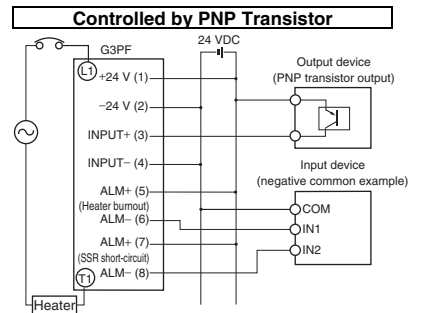 Controlled by PNP Transistor
24 VDC
G3PF
L1
+24 V (1)
−24 V (2)
INPUT+ (3)
INPUT− (4)
ALM+ (5)
(Heater burnout)
ALM− (6)
ALM+ (7)
(SSR short-circuit)
ALM− (8)
T1
Heater
Output device
(PNP transistor output)
Input device
(negative common example)
COM
IN1
IN2